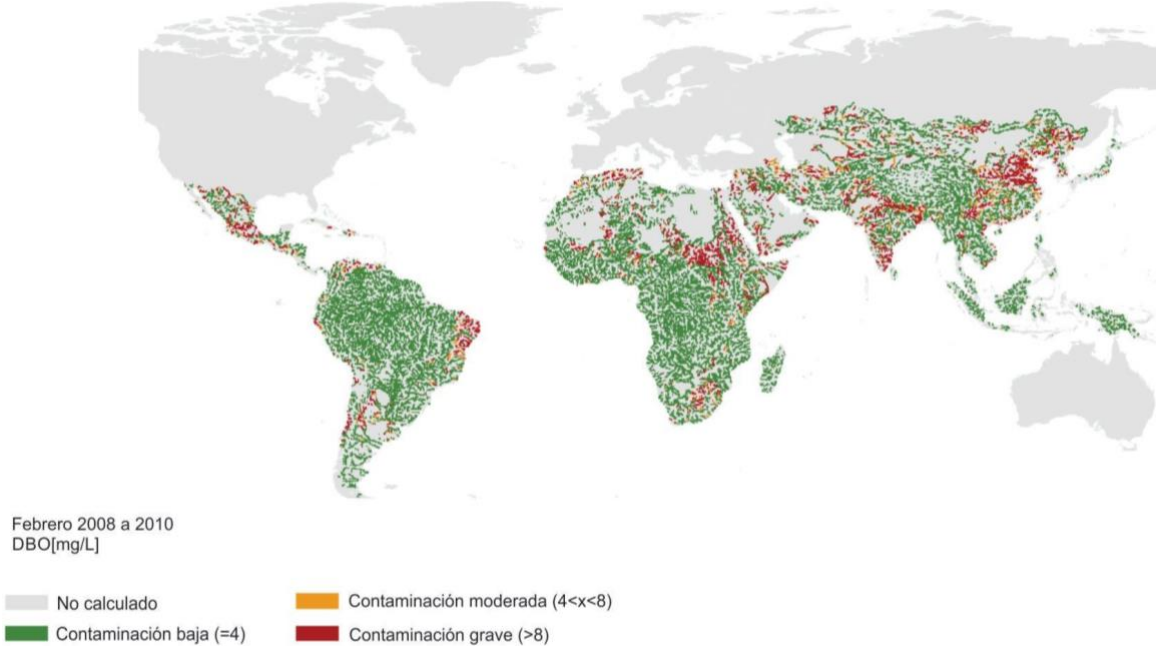 Febrero 2008 a 2010
DBO[mg/L]
No calculado
Contaminación moderada (4<x<8)
Contaminación baja (=4)
Contaminación grave (>8)